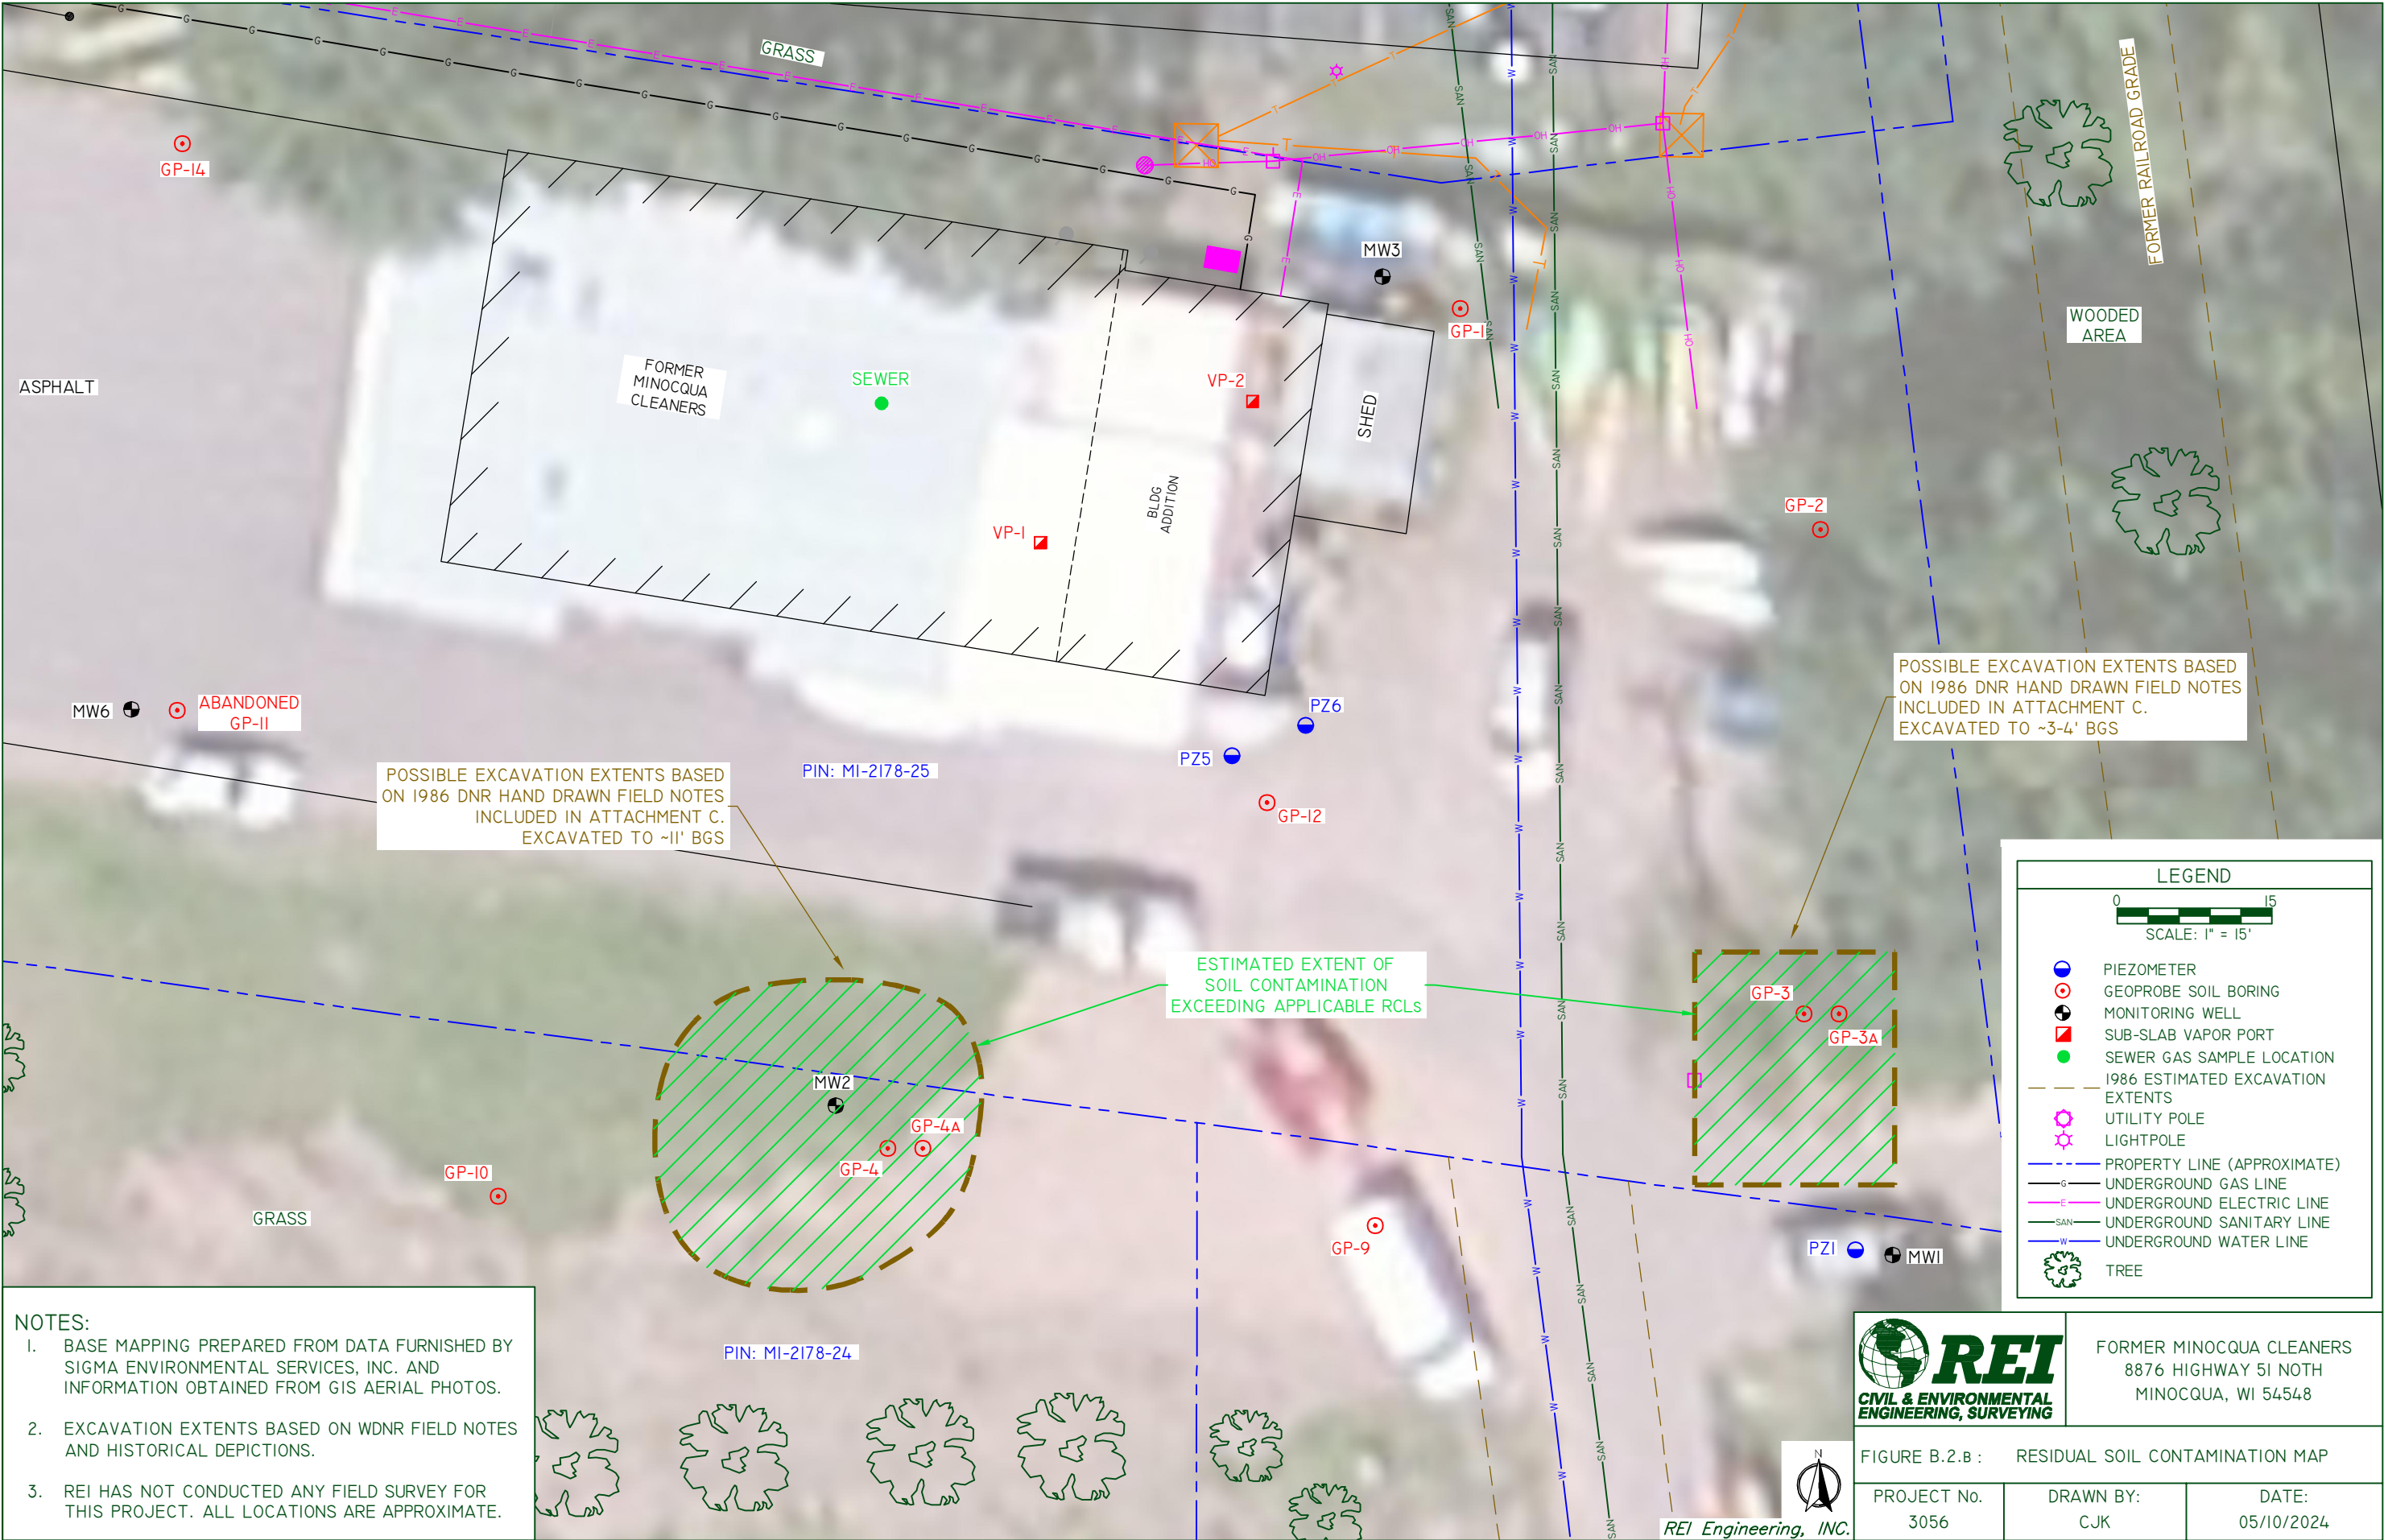 GRASS
FORMER RAILROAD GRADE
GP-14
MW3
GP-1
WOODED
AREA
ASPHALT
FORMER
MINOCQUA
CLEANERS
SEWER
VP-2
SHED
BLDG
ADDITION
VP-1
GP-2
MW6
ABANDONED
GP-11
PZ6
PZ5
PIN: MI-2178-25
GP-12
POSSIBLE EXCAVATION EXTENTS BASED
ON 1986 DNR HAND DRAWN FIELD NOTES
INCLUDED IN ATTACHMENT C.
EXCAVATED TO ~3-4' BGS
POSSIBLE EXCAVATION EXTENTS BASED
ON 1986 DNR HAND DRAWN FIELD NOTES
INCLUDED IN ATTACHMENT C.
EXCAVATED TO ~11' BGS
ESTIMATED EXTENT OF
SOIL CONTAMINATION
EXCEEDING APPLICABLE RCLs
GP-3
GP-3A
MW2
GP-4A
GP-4
GP-10
GRASS
GP-9
PZ1
MW1
PIN: MI-2178-24
LEGEND
0 15
SCALE: 1" = 15'
PIEZOMETER
GEOPROBE SOIL BORING
MONITORING WELL
SUB-SLAB VAPOR PORT
SEWER GAS SAMPLE LOCATION
1986 ESTIMATED EXCAVATION
EXTENTS
UTILITY POLE
LIGHTPOLE
PROPERTY LINE (APPROXIMATE)
G UNDERGROUND GAS LINE
E UNDERGROUND ELECTRIC LINE
SAN UNDERGROUND SANITARY LINE
W UNDERGROUND WATER LINE
TREE
NOTES:
1. BASE MAPPING PREPARED FROM DATA FURNISHED BY
SIGMA ENVIRONMENTAL SERVICES, INC. AND
INFORMATION OBTAINED FROM GIS AERIAL PHOTOS.
2. EXCAVATION EXTENTS BASED ON WDNR FIELD NOTES
AND HISTORICAL DEPICTIONS.
3. REI HAS NOT CONDUCTED ANY FIELD SURVEY FOR
THIS PROJECT. ALL LOCATIONS ARE APPROXIMATE.
N
REI Engineering, INC.
REI
CIVIL & ENVIRONMENTAL
ENGINEERING, SURVEYING
FORMER MINOCQUA CLEANERS
8876 HIGHWAY 51 NOTH
MINOCQUA, WI 54548
FIGURE B.2.B : RESIDUAL SOIL CONTAMINATION MAP
PROJECT No.
3056
DRAWN BY:
CJK
DATE:
05/10/2024